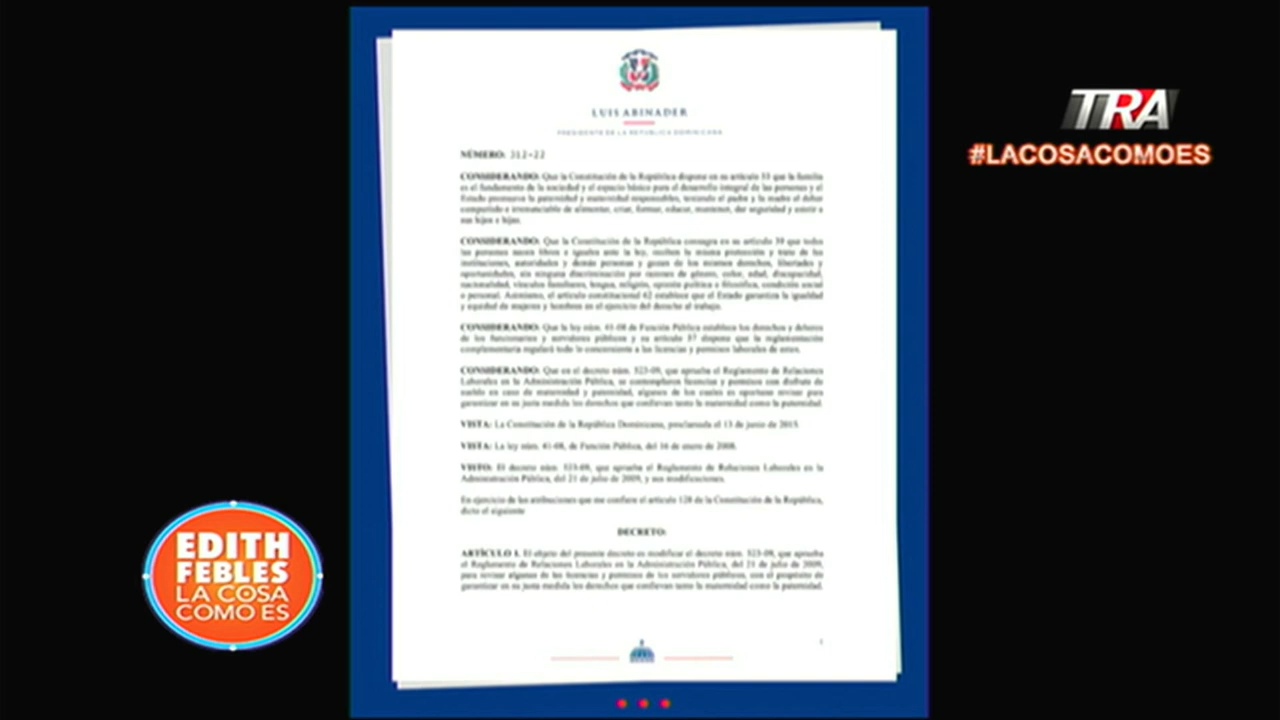 LUIS ABINADER
PRESIDENTE DE LA REPÚBLICA DOMINICANA
NÚMERO: 312-22
CONSIDERANDO: Que la Constitución de la República dispone en su artículo 55 que la familia
es el fundamento de la sociedad y el espacio básico para el desarrollo integral de las personas y el
Estado promueve la paternidad y maternidad responsables, teniendo el padre y la madre el deber
compartido e irrenunciable de alimentar, criar, formar, educar, mantener, dar seguridad y asistir a
sus hijos e hijas.
CONSIDERANDO: Que la Constitución de la República consagra en su artículo 39 que todas
las personas nacen libres e iguales ante la ley, reciben la misma protección y trato de las
instituciones, autoridades y demás personas y gozan de los mismos derechos, libertades y
oportunidades, sin ninguna discriminación por razones de género, color, edad, discapacidad,
nacionalidad, vínculos familiares, lengua, religión, opinión política o filosófica, condición social
o personal. Asimismo, el artículo constitucional 62 establece que el Estado garantiza la igualdad
y equidad de mujeres y hombres en el ejercicio del derecho al trabajo.
CONSIDERANDO: Que la ley núm. 41-08 de Función Pública establece los derechos y deberes
de los funcionarios y servidores públicos y su artículo 57 dispone que la reglamentación
complementaria regulará todo lo concerniente a las licencias y permisos laborales de estos.
CONSIDERANDO: Que en el decreto núm. 523-09, que aprueba el Reglamento de Relaciones
Laborales en la Administración Pública, se contemplaron licencias y permisos con disfrute de
sueldo en caso de maternidad y paternidad, algunos de los cuales es oportuno revisar para
garantizar en su justa medida los derechos que conllevan tanto la maternidad como la paternidad.
VISTA: La Constitución de la República Dominicana, proclamada el 13 de junio de 2015.
VISTA: La ley núm. 41-08, de Función Pública, del 16 de enero de 2008.
VISTO: El decreto núm. 523-09, que aprueba el Reglamento de Relaciones Laborales en la
Administración Pública, del 21 de julio de 2009, y sus modificaciones.
En ejercicio de las atribuciones que me confiere el artículo 128 de la Constitución de la República,
dicto el siguiente
DECRETO:
ARTÍCULO 1. El objeto del presente decreto es modificar el decreto núm. 523-09, que aprueba
el Reglamento de Relaciones Laborales en la Administración Pública, del 21 de julio de 2009,
para revisar algunas de las licencias y permisos de los servidores públicos, con el propósito de
garantizar en su justa medida los derechos que conllevan tanto la maternidad como la paternidad.
TRA
#LACOSACOMOES
EDITH
FEBLES
LA COSA
COMO ES